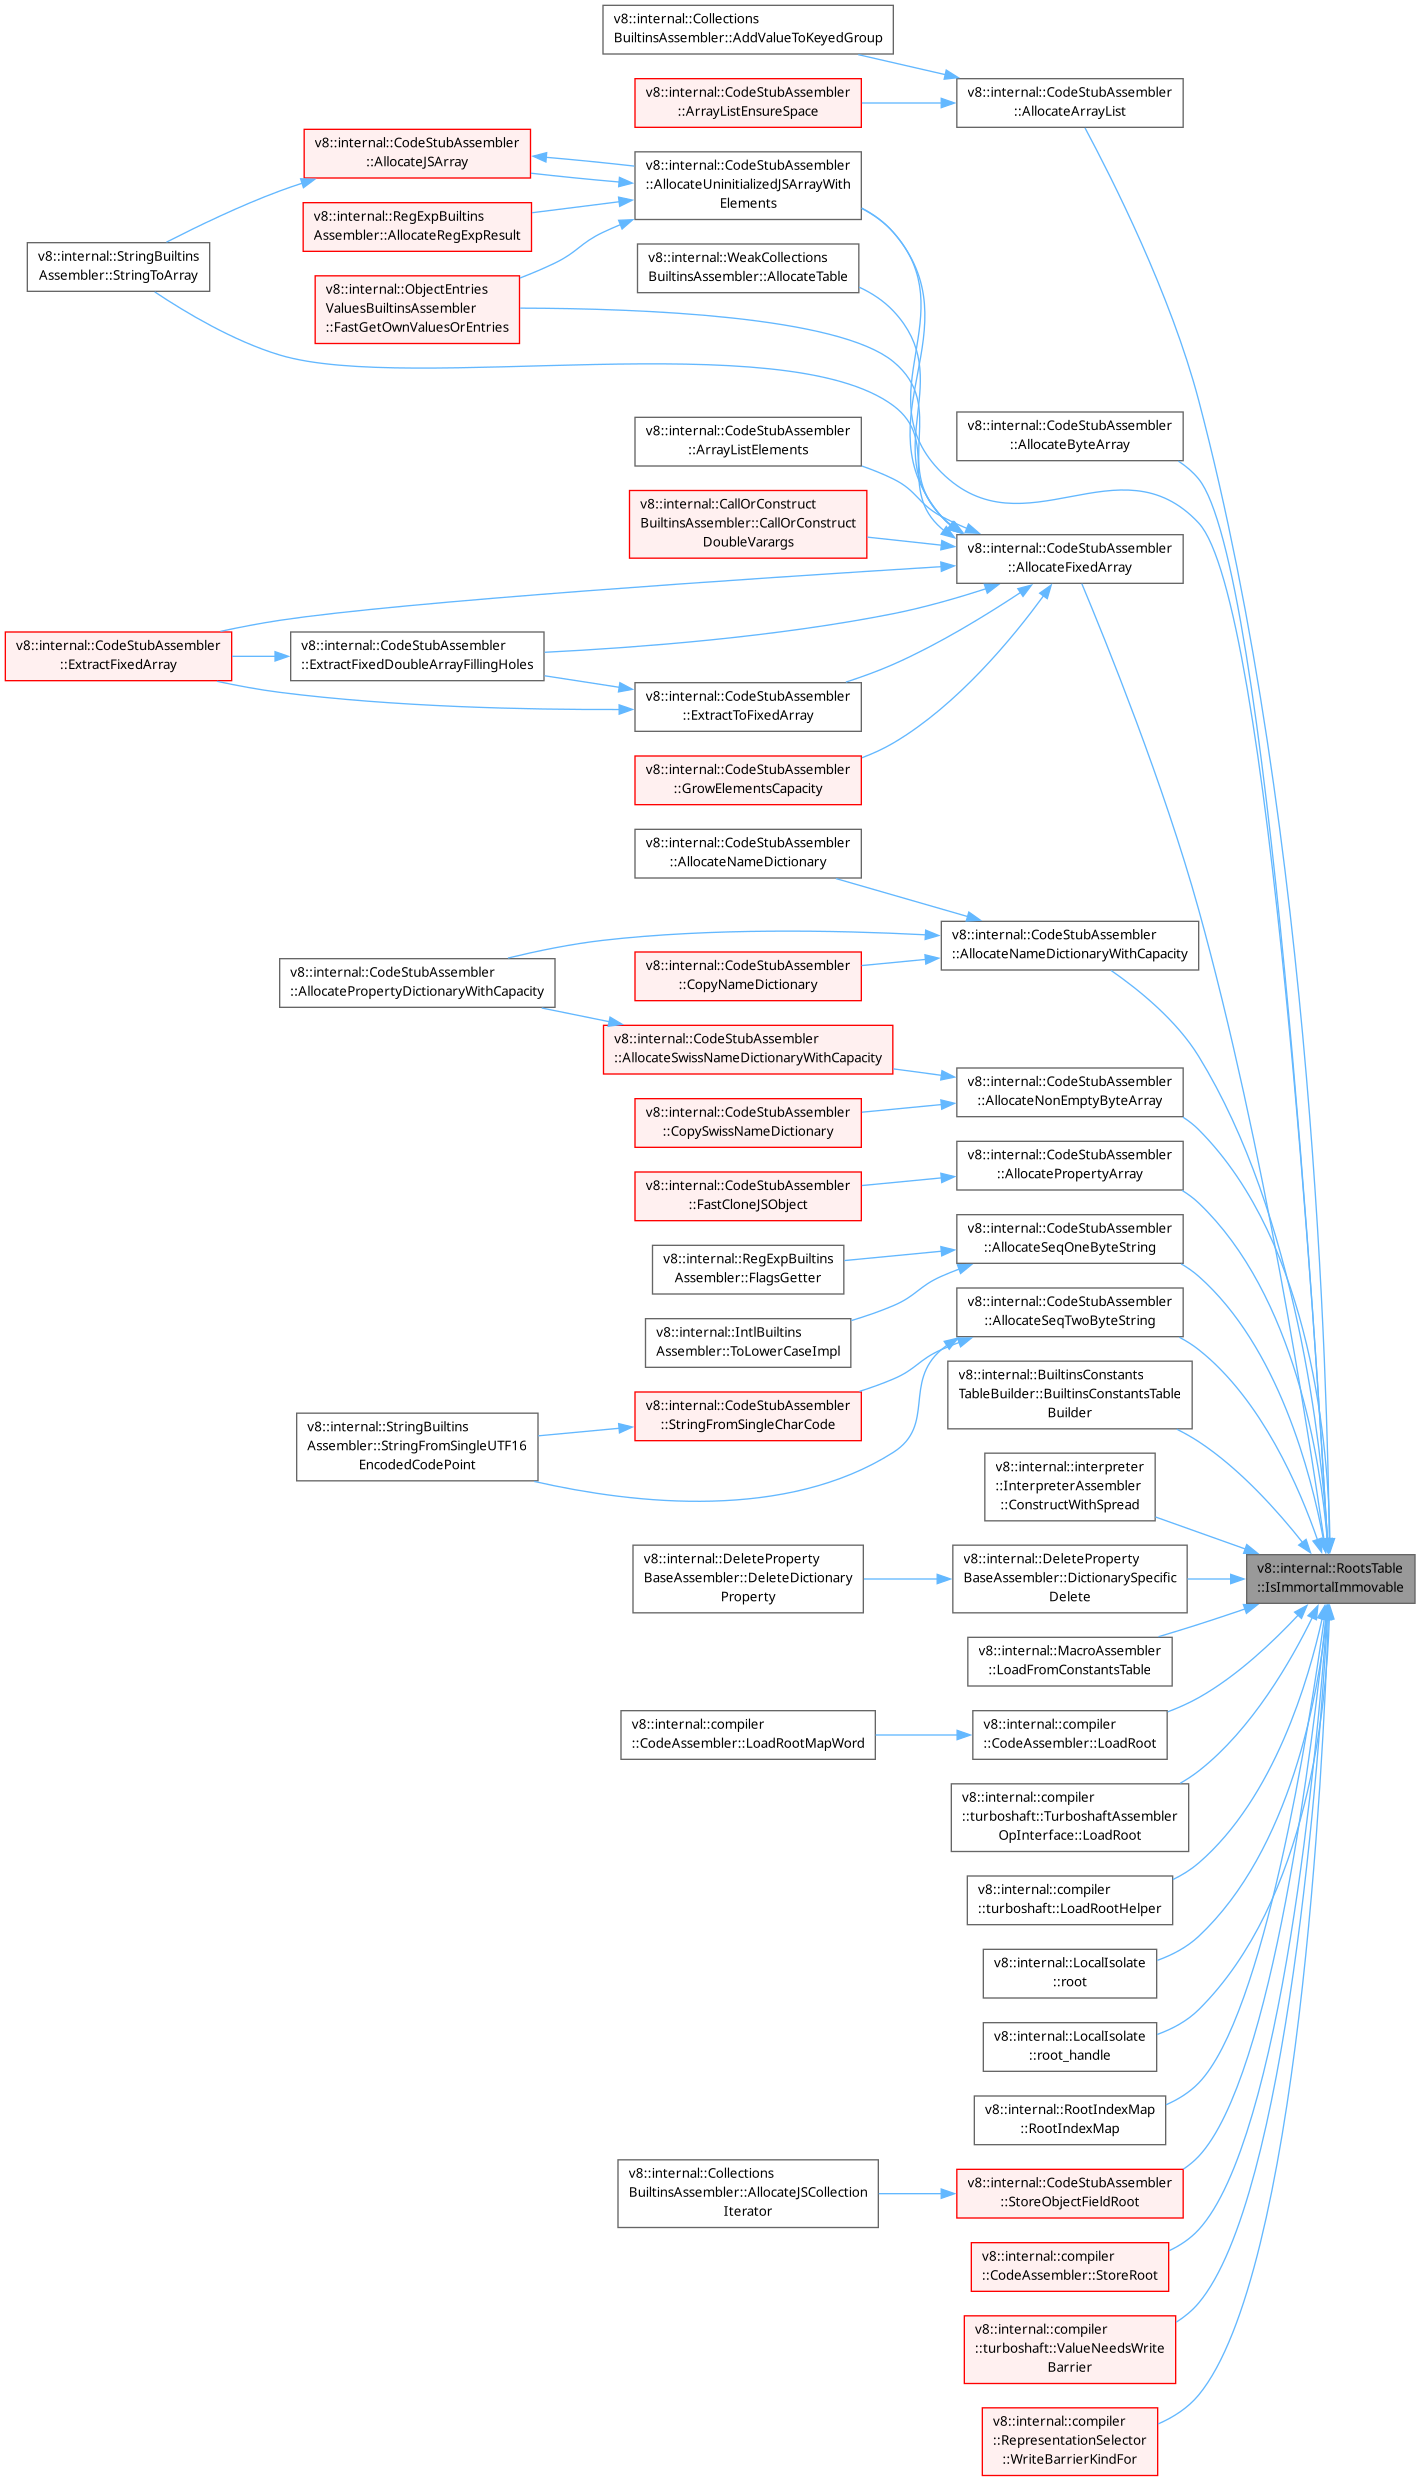 v8::internal::Collections
BuiltinsAssembler::AddValueToKeyedGroup
v8::internal::CodeStubAssembler
::ArrayListEnsureSpace
v8::internal::CodeStubAssembler
::AllocateArrayList
v8::internal::CodeStubAssembler
::AllocateJSArray
v8::internal::CodeStubAssembler
::AllocateUninitializedJSArrayWith
Elements
v8::internal::RegExpBuiltins
Assembler::AllocateRegExpResult
v8::internal::StringBuiltins
Assembler::StringToArray
v8::internal::WeakCollections
BuiltinsAssembler::AllocateTable
v8::internal::ObjectEntries
ValuesBuiltinsAssembler
::FastGetOwnValuesOrEntries
v8::internal::CodeStubAssembler
::ArrayListElements
v8::internal::CodeStubAssembler
::AllocateByteArray
v8::internal::CallOrConstruct
BuiltinsAssembler::CallOrConstruct
DoubleVarargs
v8::internal::CodeStubAssembler
::AllocateFixedArray
v8::internal::CodeStubAssembler
::ExtractFixedArray
v8::internal::CodeStubAssembler
::ExtractFixedDoubleArrayFillingHoles
v8::internal::CodeStubAssembler
::ExtractToFixedArray
v8::internal::CodeStubAssembler
::GrowElementsCapacity
v8::internal::CodeStubAssembler
::AllocateNameDictionary
v8::internal::CodeStubAssembler
::AllocateNameDictionaryWithCapacity
v8::internal::CodeStubAssembler
::AllocatePropertyDictionaryWithCapacity
v8::internal::CodeStubAssembler
::CopyNameDictionary
v8::internal::CodeStubAssembler
::AllocateSwissNameDictionaryWithCapacity
v8::internal::CodeStubAssembler
::AllocateNonEmptyByteArray
v8::internal::CodeStubAssembler
::CopySwissNameDictionary
v8::internal::CodeStubAssembler
::AllocatePropertyArray
v8::internal::CodeStubAssembler
::FastCloneJSObject
v8::internal::CodeStubAssembler
::AllocateSeqOneByteString
v8::internal::RegExpBuiltins
Assembler::FlagsGetter
v8::internal::CodeStubAssembler
::AllocateSeqTwoByteString
v8::internal::IntlBuiltins
Assembler::ToLowerCaseImpl
v8::internal::BuiltinsConstants
TableBuilder::BuiltinsConstantsTable
Builder
v8::internal::CodeStubAssembler
::StringFromSingleCharCode
v8::internal::StringBuiltins
Assembler::StringFromSingleUTF16
EncodedCodePoint
v8::internal::interpreter
::InterpreterAssembler
::ConstructWithSpread
v8::internal::DeleteProperty
BaseAssembler::DeleteDictionary
Property
v8::internal::DeleteProperty
BaseAssembler::DictionarySpecific
Delete
v8::internal::RootsTable
::IsImmortalImmovable
v8::internal::MacroAssembler
::LoadFromConstantsTable
v8::internal::compiler
::CodeAssembler::LoadRootMapWord
v8::internal::compiler
::CodeAssembler::LoadRoot
v8::internal::compiler
::turboshaft::TurboshaftAssembler
OpInterface::LoadRoot
v8::internal::compiler
::turboshaft::LoadRootHelper
v8::internal::LocalIsolate
::root
v8::internal::LocalIsolate
::root_handle
v8::internal::RootIndexMap
::RootIndexMap
v8::internal::Collections
BuiltinsAssembler::AllocateJSCollection
Iterator
v8::internal::CodeStubAssembler
::StoreObjectFieldRoot
v8::internal::compiler
::CodeAssembler::StoreRoot
v8::internal::compiler
::turboshaft::ValueNeedsWrite
Barrier
v8::internal::compiler
::RepresentationSelector
::WriteBarrierKindFor